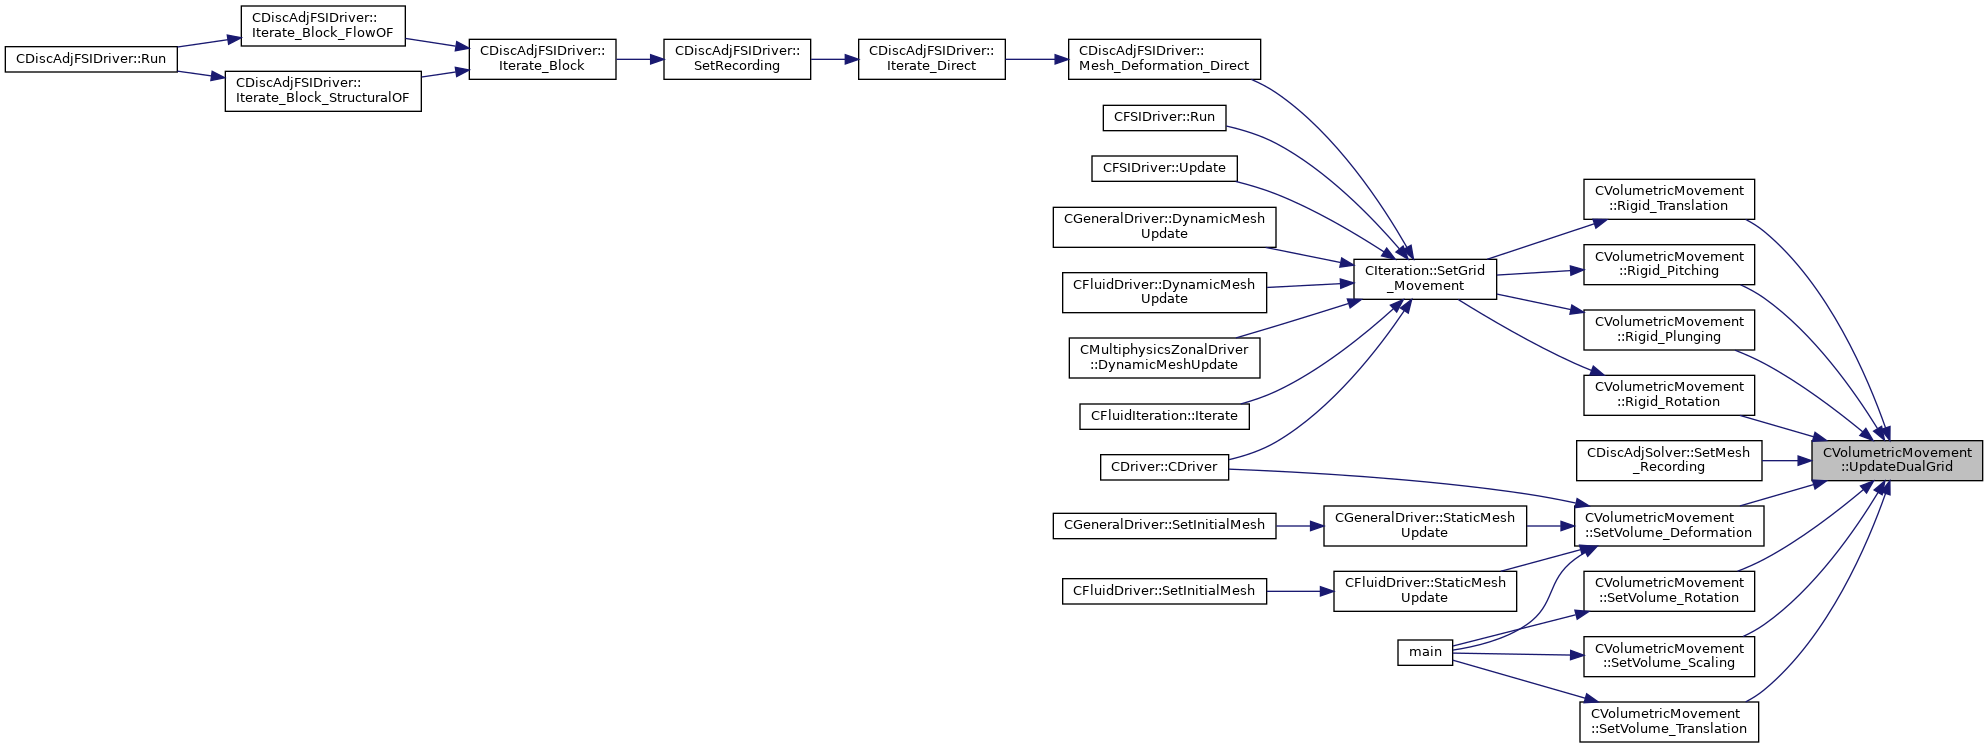 CDiscAdjFSIDriver::Run
CDiscAdjFSIDriver::
Iterate_Block_FlowOF
CDiscAdjFSIDriver::
Iterate_Block_StructuralOF
CDiscAdjFSIDriver::
Iterate_Block
CDiscAdjFSIDriver::
SetRecording
CDiscAdjFSIDriver::
Iterate_Direct
CDiscAdjFSIDriver::
Mesh_Deformation_Direct
CFSIDriver::Run
CFSIDriver::Update
CGeneralDriver::DynamicMesh
Update
CFluidDriver::DynamicMesh
Update
CMultiphysicsZonalDriver
::DynamicMeshUpdate
CFluidIteration::Iterate
CDriver::CDriver
CGeneralDriver::SetInitialMesh
CFluidDriver::SetInitialMesh
CIteration::SetGrid
_Movement
CGeneralDriver::StaticMesh
Update
CFluidDriver::StaticMesh
Update
main
CVolumetricMovement
::Rigid_Translation
CVolumetricMovement
::Rigid_Pitching
CVolumetricMovement
::Rigid_Plunging
CVolumetricMovement
::Rigid_Rotation
CDiscAdjSolver::SetMesh
_Recording
CVolumetricMovement
::SetVolume_Deformation
CVolumetricMovement
::SetVolume_Rotation
CVolumetricMovement
::SetVolume_Scaling
CVolumetricMovement
::SetVolume_Translation
CVolumetricMovement
::UpdateDualGrid